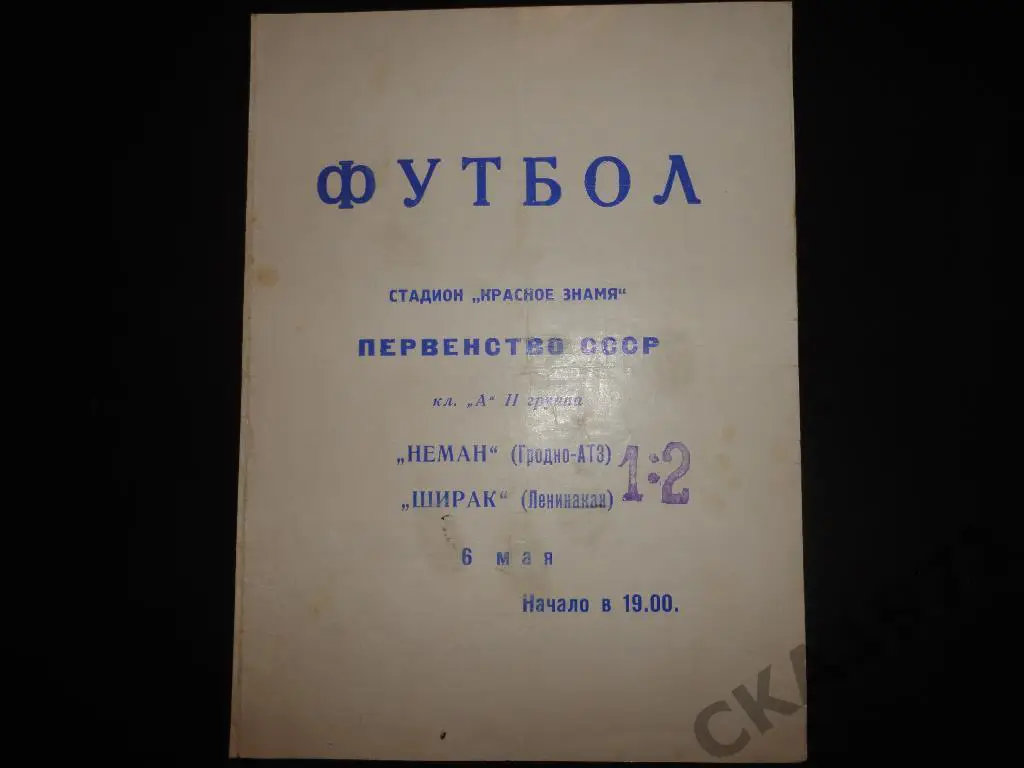 ФУТБОЛ
СТАДИОН „КРАСНОЕ ЗНАМЯ“
ПЕРВЕНСТВО СССР
кл. „А“ II группа
„НЕМАН“ (Гродно-АТЗ)
1:2
„ШИРАК“ (Ленинакан)
6 мая
Начало в 19.00.